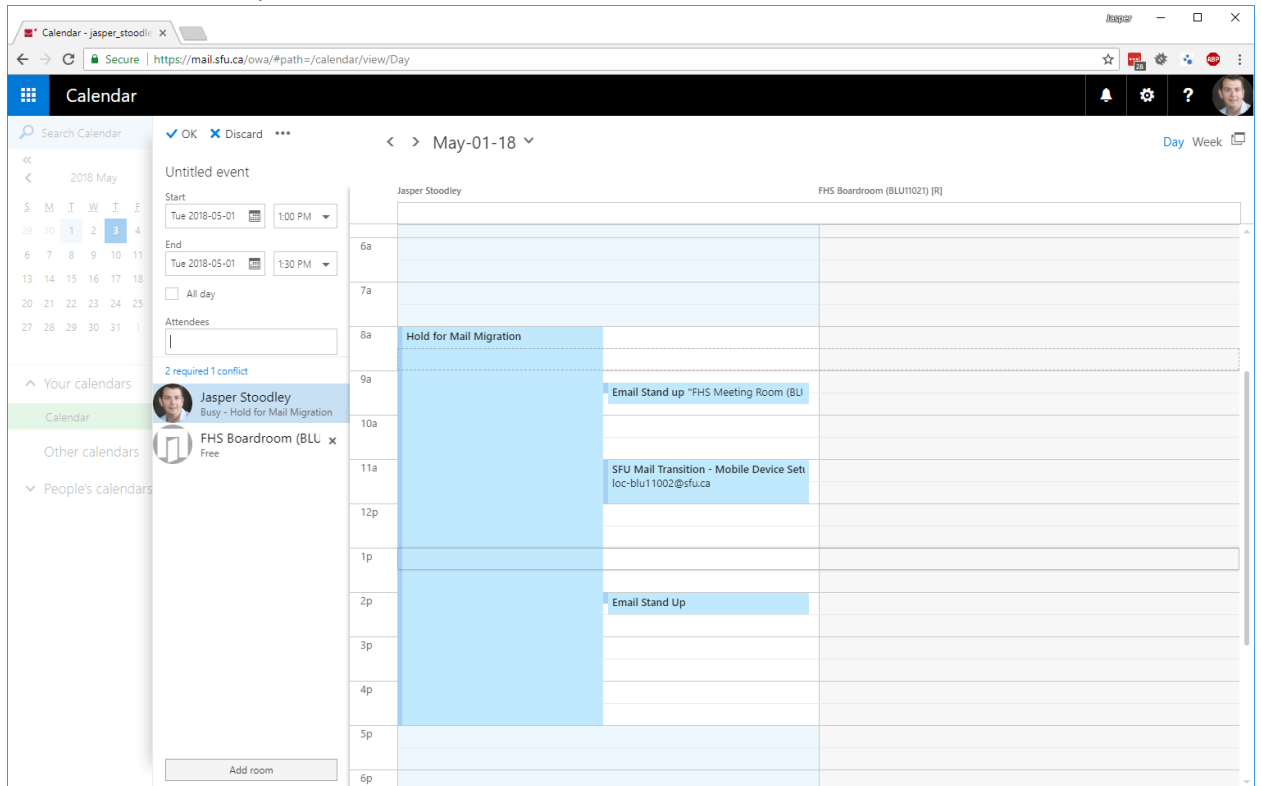 Calendar - jasper_stoodle
Jasper
Secure https://mail.sfu.ca/owa/#path=/calendar/view/Day
28
ABP
Calendar
?
Search Calendar
2018 May
S M T W T F
29 30 1 2 3 4
6 7 8 9 10 11
13 14 15 16 17 18
20 21 22 23 24 25
27 28 29 30 31 1
Your calendars
Calendar
Other calendars
People's calendars
OK Discard •••
Untitled event
Start
Tue 2018-05-01 1:00 PM
End
Tue 2018-05-01 1:30 PM
All day
Attendees
2 required 1 conflict
Jasper Stoodley
Busy - Hold for Mail Migration
FHS Boardroom (BLU
Free
Add room
May-01-18
Day Week
Jasper Stoodley FHS Boardroom (BLU11021) [R]
6a
7a
8a Hold for Mail Migration
9a
Email Stand up "FHS Meeting Room (BLU
10a
11a SFU Mail Transition - Mobile Device Setu
loc-blu11002@sfu.ca
12p
1p
2p Email Stand Up
3p
4p
5p
6p